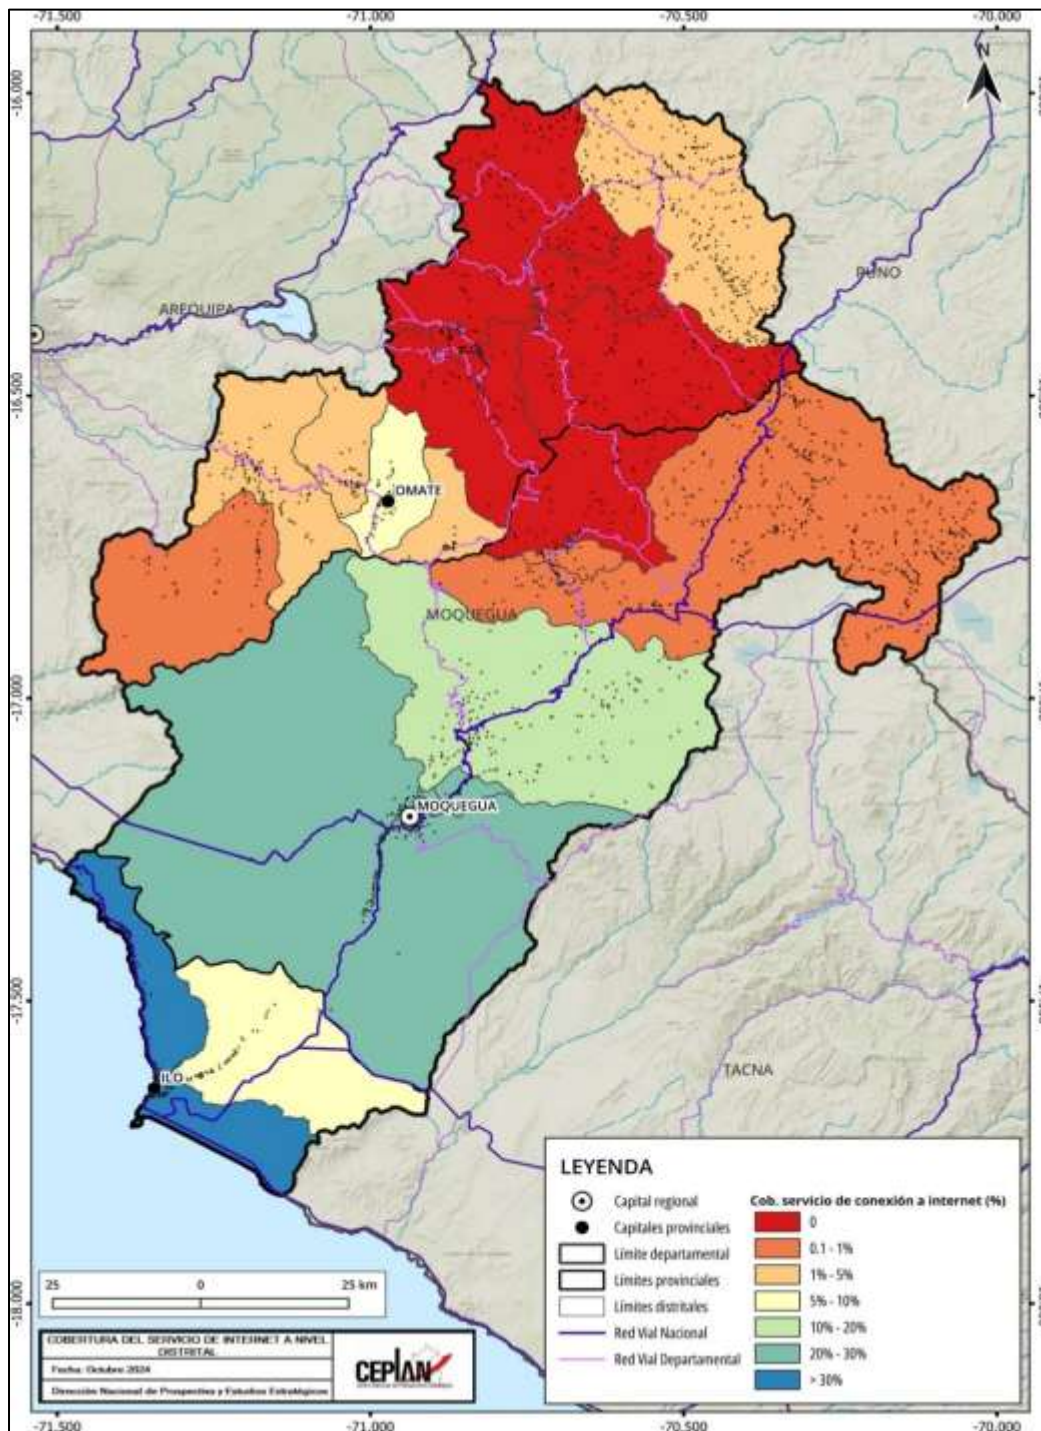 -71.500
-71.000
-70.500
-70.000
N
-16.000
PUNO
AREQUIPA
-16.500
OMATE
MOQUEGUA
-17.000
MOQUEGUA
-17.500
ILO
TACNA
LEYENDA
Capital regional
Capitales provinciales
Límite departamental
Límites provinciales
Límites distritales
Red Vial Nacional
Red Vial Departamental
Cob. servicio de conexión a internet (%)
0
0.1 - 1%
1% - 5%
5% - 10%
10% - 20%
20% - 30%
> 30%
-18.000
25 0 25 km
COBERTURA DEL SERVICIO DE INTERNET A NIVEL
DISTRITAL
Fecha: Octubre 2024
Dirección Nacional de Prospectiva y Estudios Estratégicos
CEPLAN
-71.500
-71.000
-70.500
-70.000